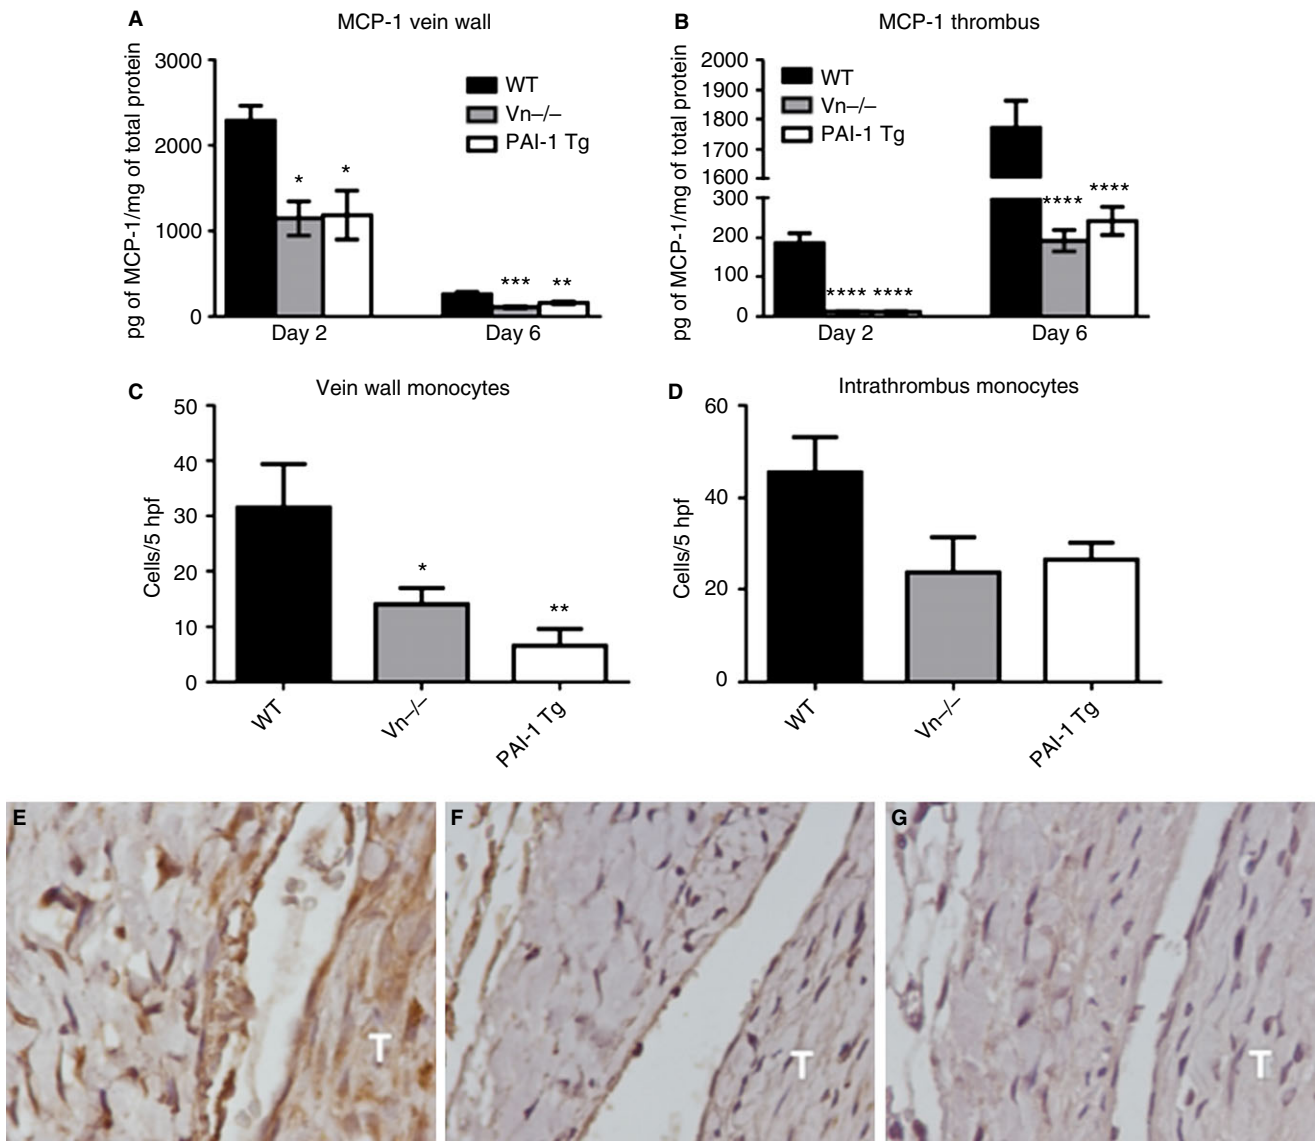 A
MCP-1 vein wall
pg of MCP-1/mg of total protein
3000
2000
1000
0
WT
Vn–/–
PAI-1 Tg
*
*
***
**
Day 2
Day 6
B
MCP-1 thrombus
pg of MCP-1/mg of total protein
2000
1900
1800
1700
1600
300
200
100
0
WT
Vn–/–
PAI-1 Tg
**** ****
****
****
Day 2
Day 6
C
Vein wall monocytes
Cells/5 hpf
50
40
30
20
10
0
*
**
WT
Vn–/–
PAI-1 Tg
D
Intrathrombus monocytes
Cells/5 hpf
60
40
20
0
WT
Vn–/–
PAI-1 Tg
E
T
F
T
G
T